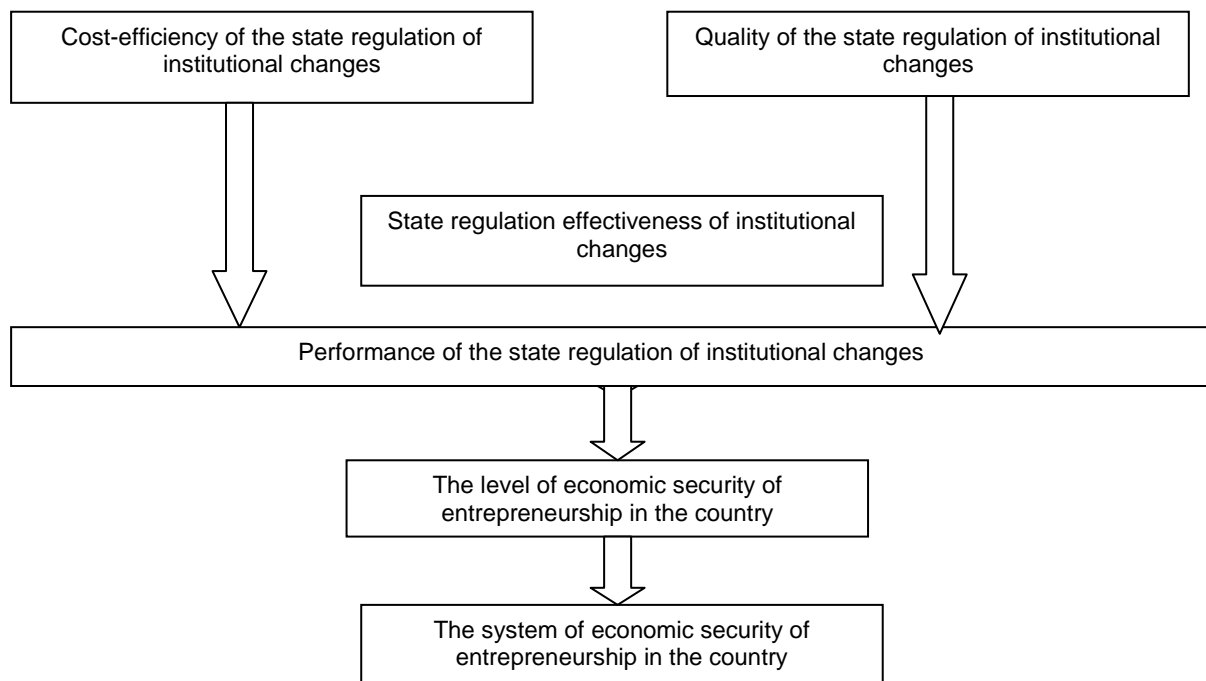 Cost-efficiency of the state regulation of
institutional changes
Quality of the state regulation of institutional
changes
State regulation effectiveness of institutional
changes
Performance of the state regulation of institutional changes
The level of economic security of
entrepreneurship in the country
The system of economic security of
entrepreneurship in the country